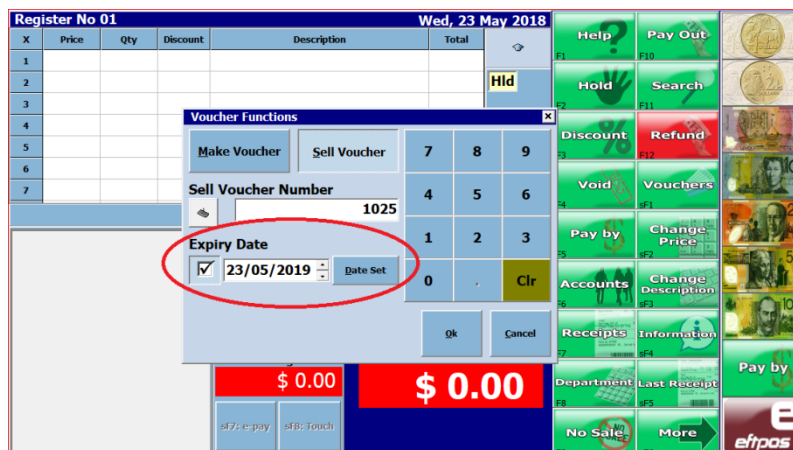 Register No 01 Wed, 23 May 2018
X Price Qty Discount Description Total
1
2
3
4
5
6
7
Hld
Voucher Functions
Make Voucher Sell Voucher
Sell Voucher Number
1025
Expiry Date
23/05/2019 Date Set
7 8 9
4 5 6
1 2 3
0 . Clr
Ok Cancel
$ 0.00 $ 0.00
sF7: e-pay sF8: Touch
Help Pay Out
F1 F10
Hold Search
F2 F11
Discount Refund
F3 F12
Void Vouchers
F4 sF1
Pay by Change Price
F5 sF2
Accounts Change Description
F6 sF3
Receipts Information
F7 sF4
Department Last Receipt
F8 sF5
No Sale More
Pay by
eftpos